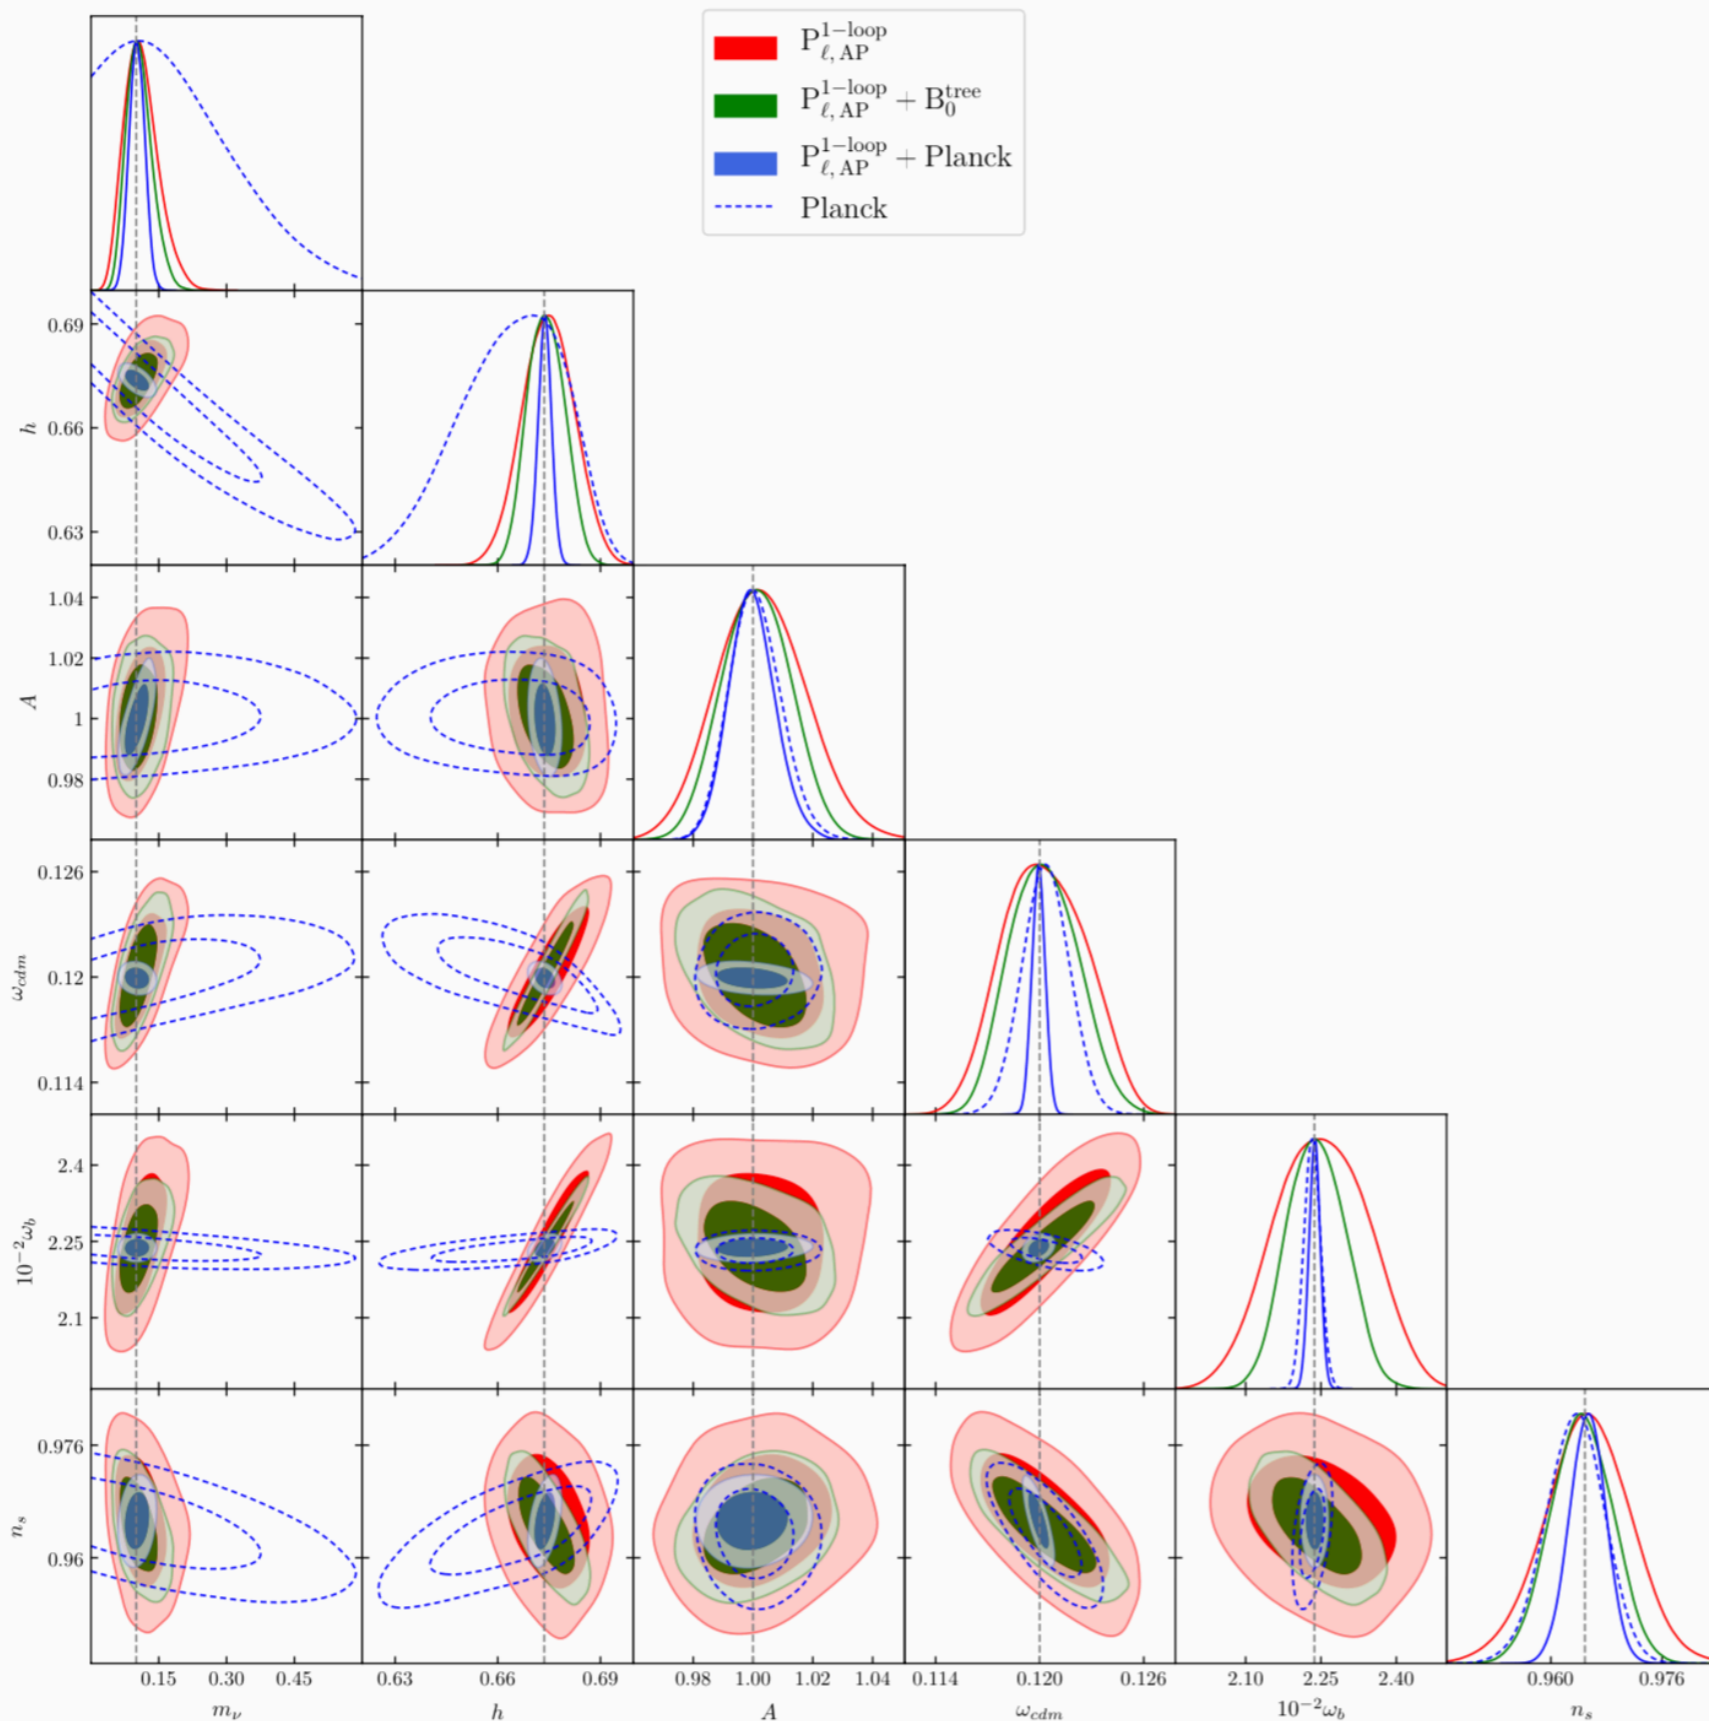 P^{1−loop}_{ℓ, AP}
P^{1−loop}_{ℓ, AP} + B^{tree}_0
P^{1−loop}_{ℓ, AP} + Planck
Planck
0.69
h 0.66
0.63
1.04
1.02
A
1
0.98
0.126
ω_{cdm} 0.12
0.114
2.4
10^{−2}ω_b 2.25
2.1
0.976
n_s
0.96
0.15 0.30 0.45 0.63 0.66 0.69 0.98 1.00 1.02 1.04 0.114 0.120 0.126 2.10 2.25 2.40 0.960 0.976
m_ν h A ω_{cdm} 10^{−2}ω_b n_s